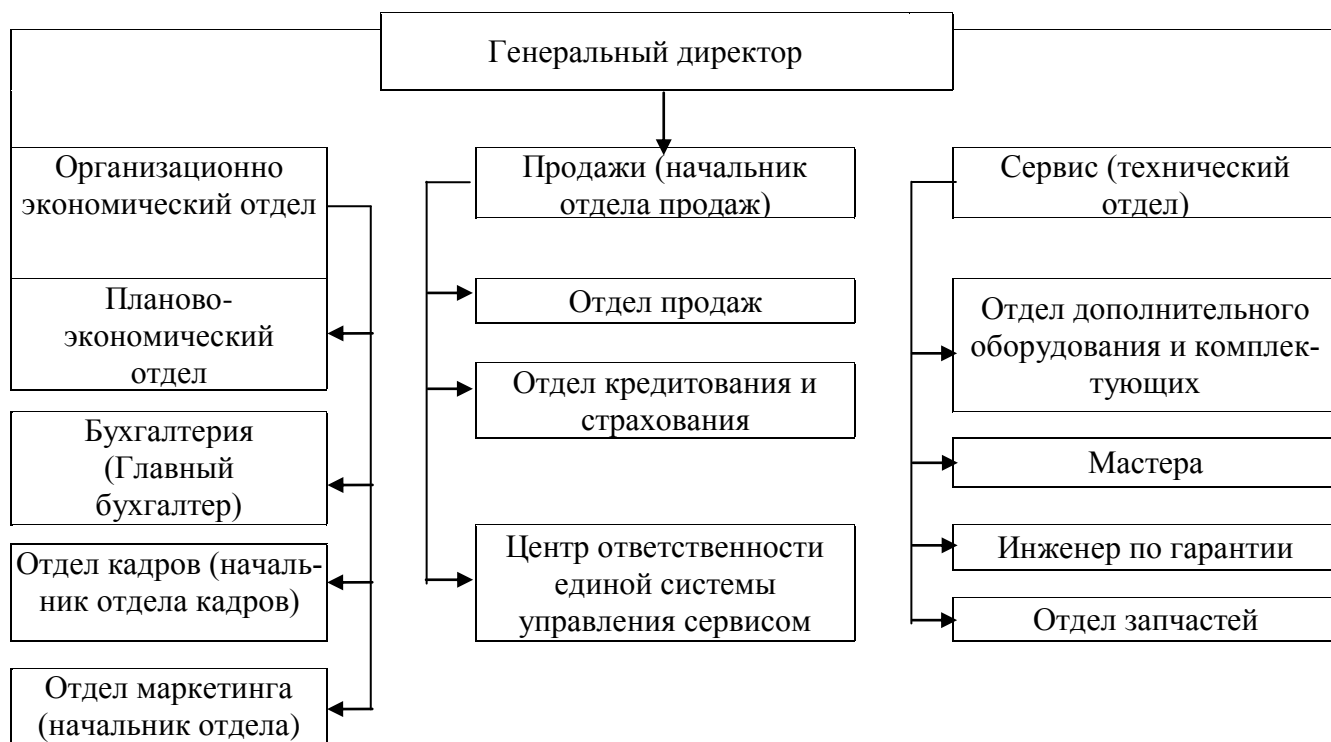 Генеральный директор
Организационно
экономический отдел
Планово-
экономический
отдел
Бухгалтерия
(Главный
бухгалтер)
Отдел кадров (началь-
ник отдела кадров)
Отдел маркетинга
(начальник отдела)
Продажи (начальник
отдела продаж)
Отдел продаж
Отдел кредитования и
страхования
Центр ответственности
единой системы
управления сервисом
Сервис (технический
отдел)
Отдел дополнительного
оборудования и комплек-
тующих
Мастера
Инженер по гарантии
Отдел запчастей